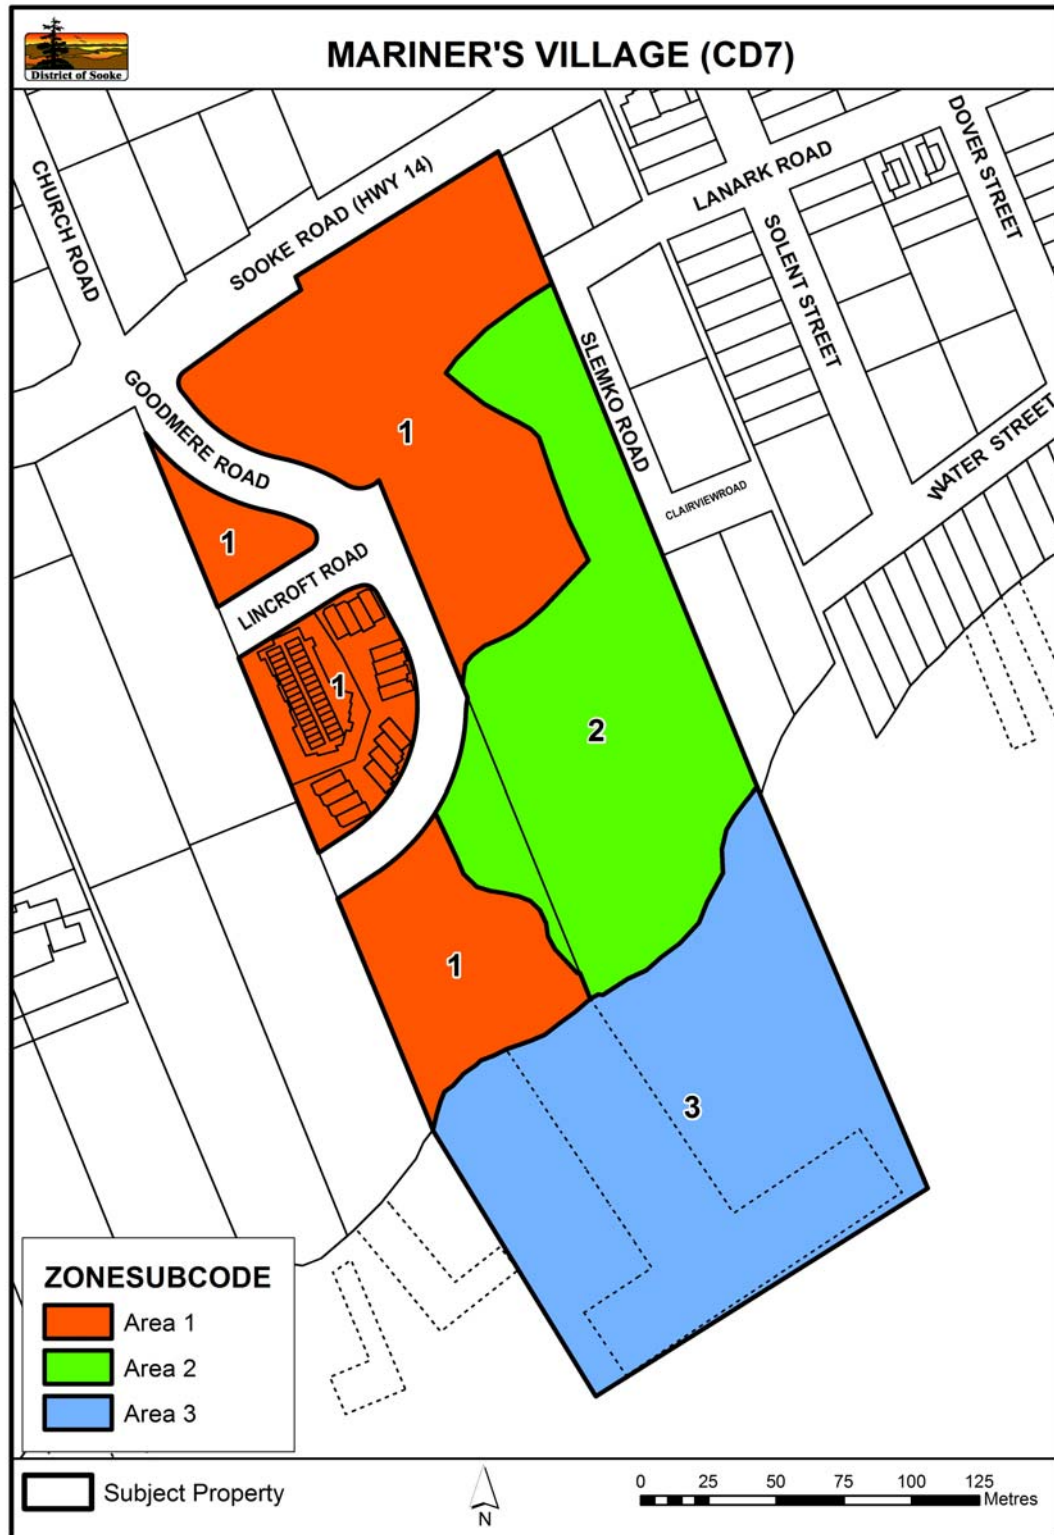 District of Sooke
MARINER'S VILLAGE (CD7)
CHURCH ROAD
SOOKE ROAD (HWY 14)
LANARK ROAD
DOVER STREET
SOLENT STREET
SLEMKO ROAD
GOODMERE ROAD
WATER STREET
CLAIRVIEWROAD
LINCROFT ROAD
1
1
1
2
1
3
ZONESUBCODE
Area 1
Area 2
Area 3
Subject Property
N
0 25 50 75 100 125
Metres